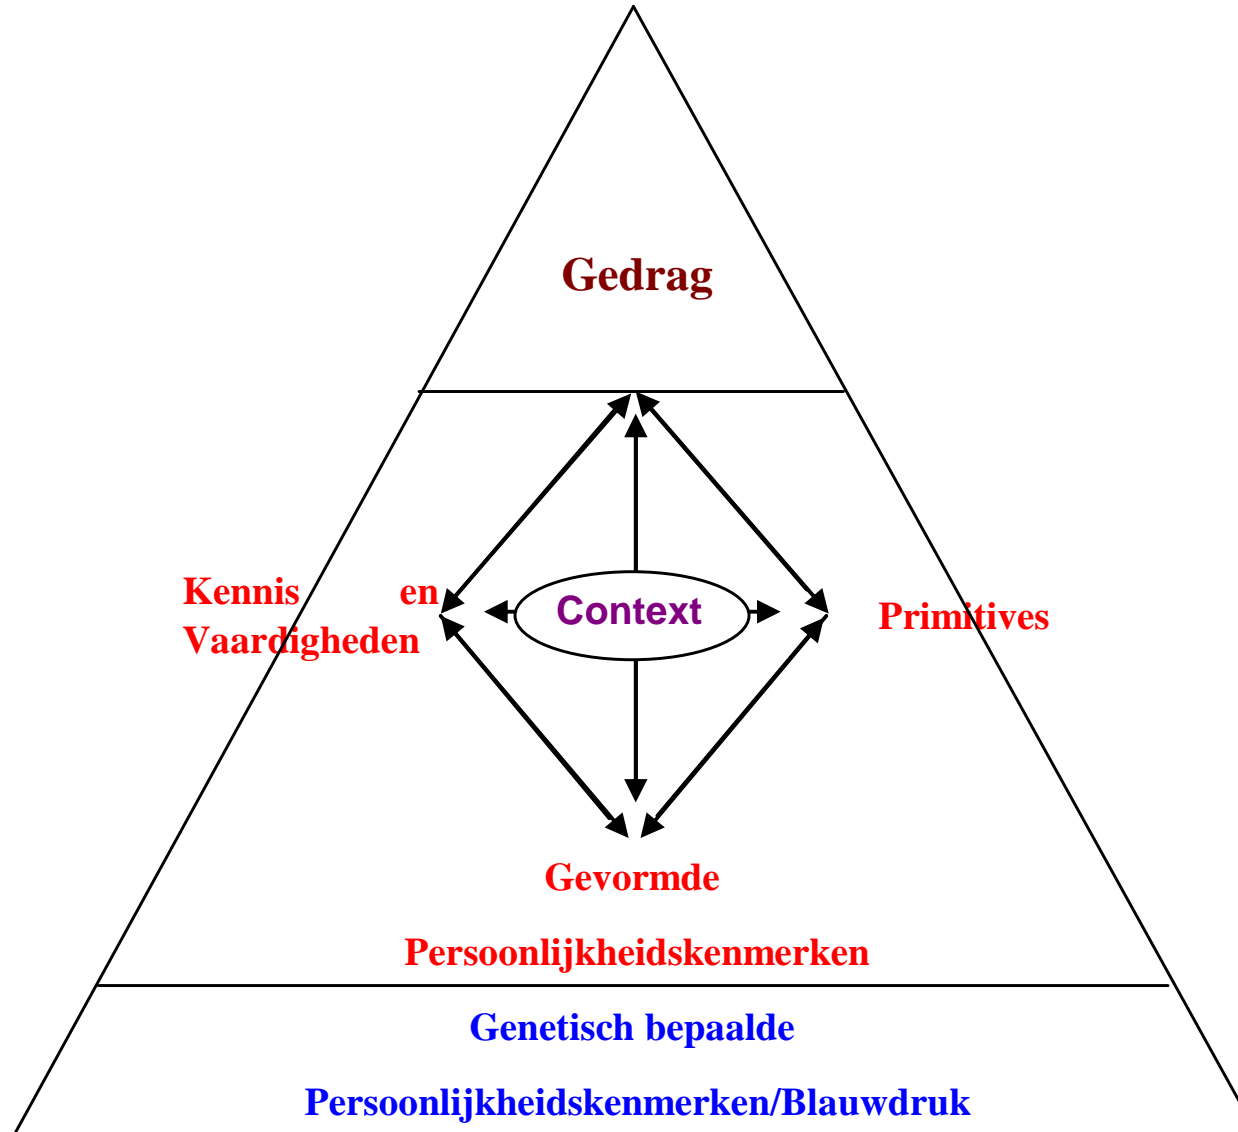 Gedrag
Kennis en
Vaardigheden
Context
Primitives
Gevormde
Persoonlijkheidskenmerken
Genetisch bepaalde
Persoonlijkheidskenmerken/Blauwdruk